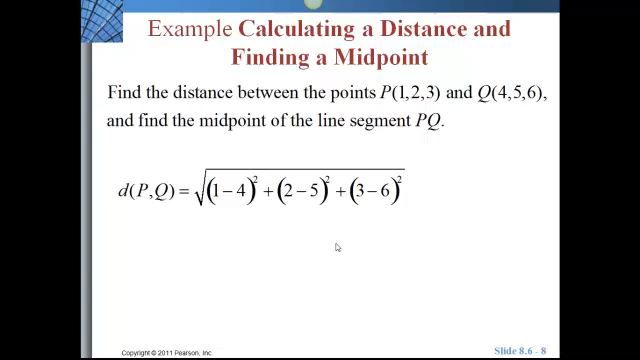 Example Calculating a Distance and
Finding a Midpoint
Find the distance between the points P(1,2,3) and Q(4,5,6),
and find the midpoint of the line segment PQ.
d(P,Q) = √((1 − 4)² + (2 − 5)² + (3 − 6)²)
Copyright © 2011 Pearson, Inc.
Slide 8.6 - 8